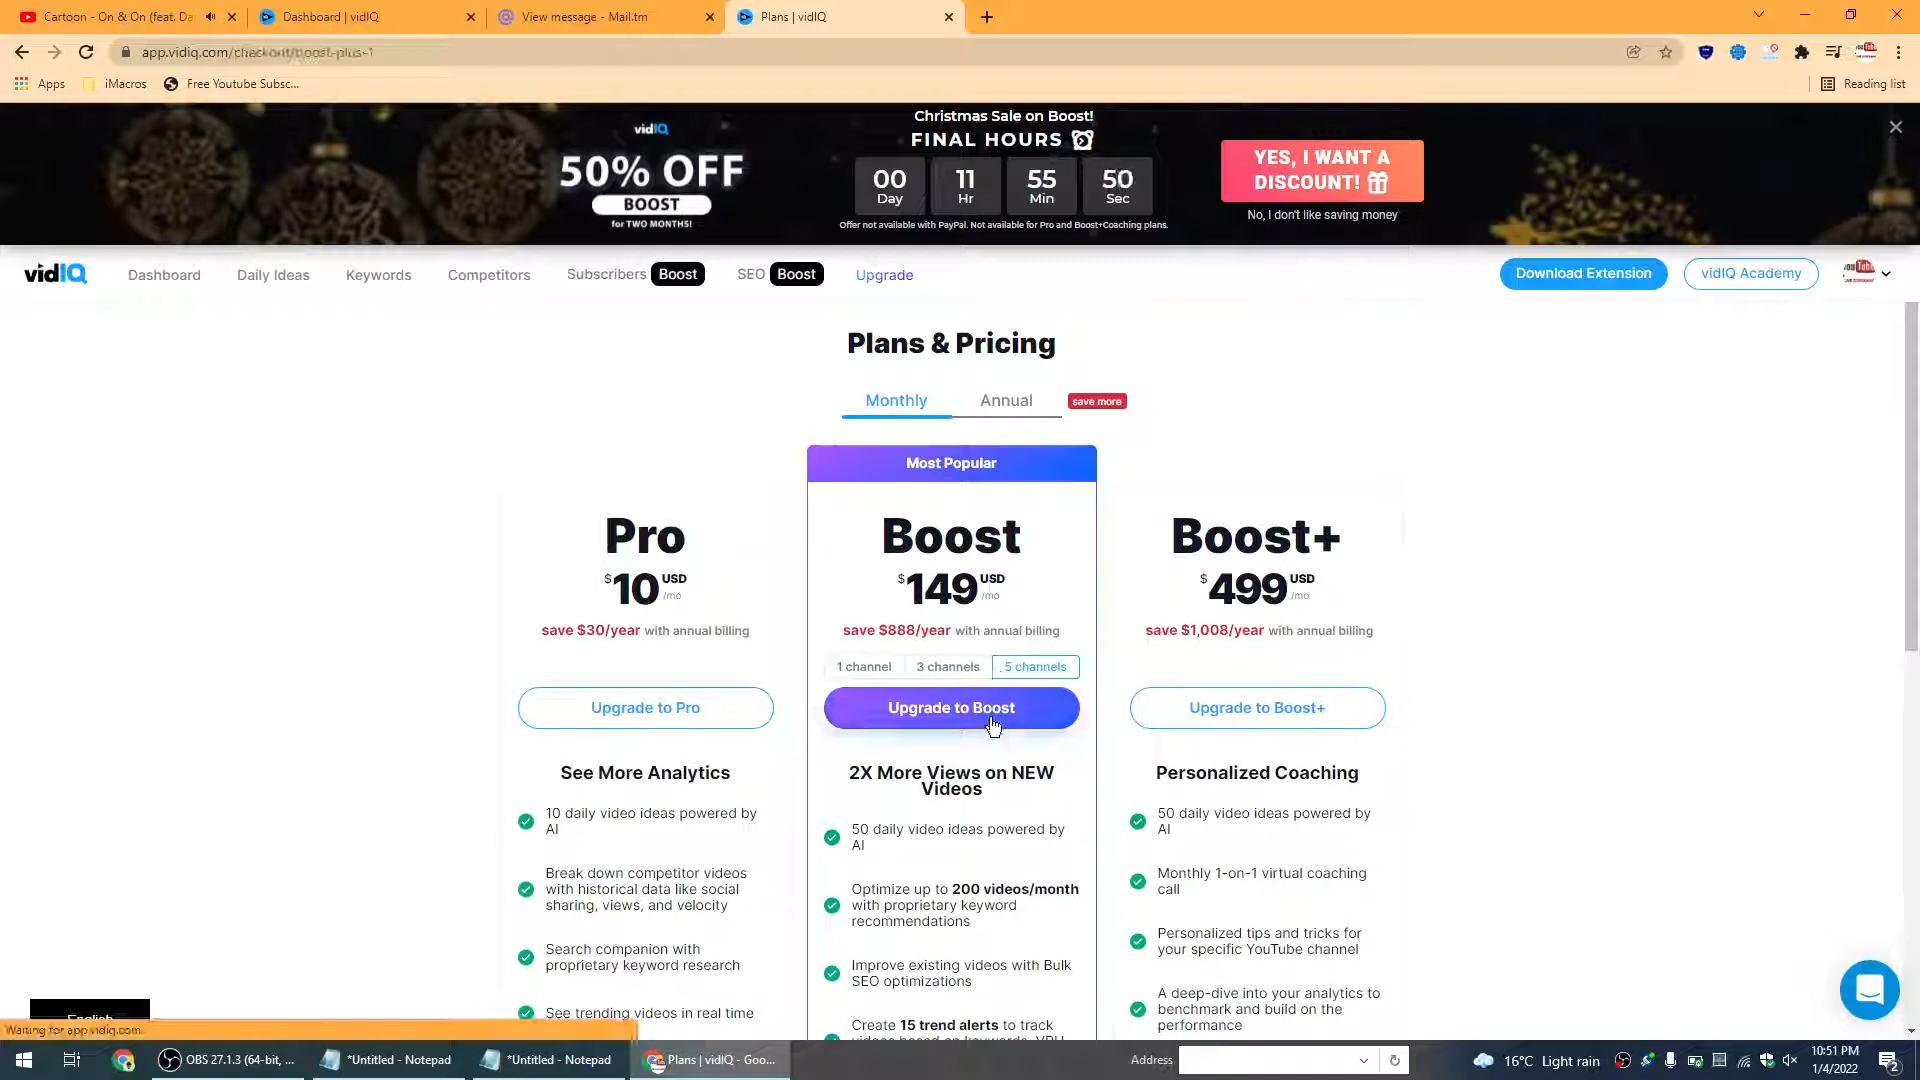 Cartoon - On & On (feat. Da
Dashboard | vidIQ
View message - Mail.tm
Plans | vidIQ
app.vidiq.com/checkout/boost-plus-1
Apps
iMacros
Free Youtube Subsc...
Reading list
vidIQ
50% OFF
BOOST
for TWO MONTHS!
Christmas Sale on Boost!
FINAL HOURS
00 11 55 50
Day Hr Min Sec
Offer not available with PayPal. Not available for Pro and Boost+Coaching plans.
YES, I WANT A
DISCOUNT!
No, I don't like saving money
vidIQ
Dashboard
Daily Ideas
Keywords
Competitors
Subscribers Boost
SEO Boost
Upgrade
Download Extension
vidIQ Academy
Plans & Pricing
Monthly
Annual
save more
Most Popular
Pro
$10 USD /mo
save $30/year with annual billing
Upgrade to Pro
See More Analytics
10 daily video ideas powered by
AI
Break down competitor videos
with historical data like social
sharing, views, and velocity
Search companion with
proprietary keyword research
See trending videos in real time
Boost
$149 USD /mo
save $888/year with annual billing
1 channel
3 channels
5 channels
Upgrade to Boost
2X More Views on NEW
Videos
50 daily video ideas powered by
AI
Optimize up to 200 videos/month
with proprietary keyword
recommendations
Improve existing videos with Bulk
SEO optimizations
Create 15 trend alerts to track
videos based on keywords, VPH
Boost+
$499 USD /mo
save $1,008/year with annual billing
Upgrade to Boost+
Personalized Coaching
50 daily video ideas powered by
AI
Monthly 1-on-1 virtual coaching
call
Personalized tips and tricks for
your specific YouTube channel
A deep-dive into your analytics to
benchmark and build on the
performance
English
Waiting for app.vidiq.com...
OBS 27.1.3 (64-bit, ...
*Untitled - Notepad
*Untitled - Notepad
Plans | vidIQ - Goo...
Address
16°C Light rain
10:51 PM
1/4/2022
2